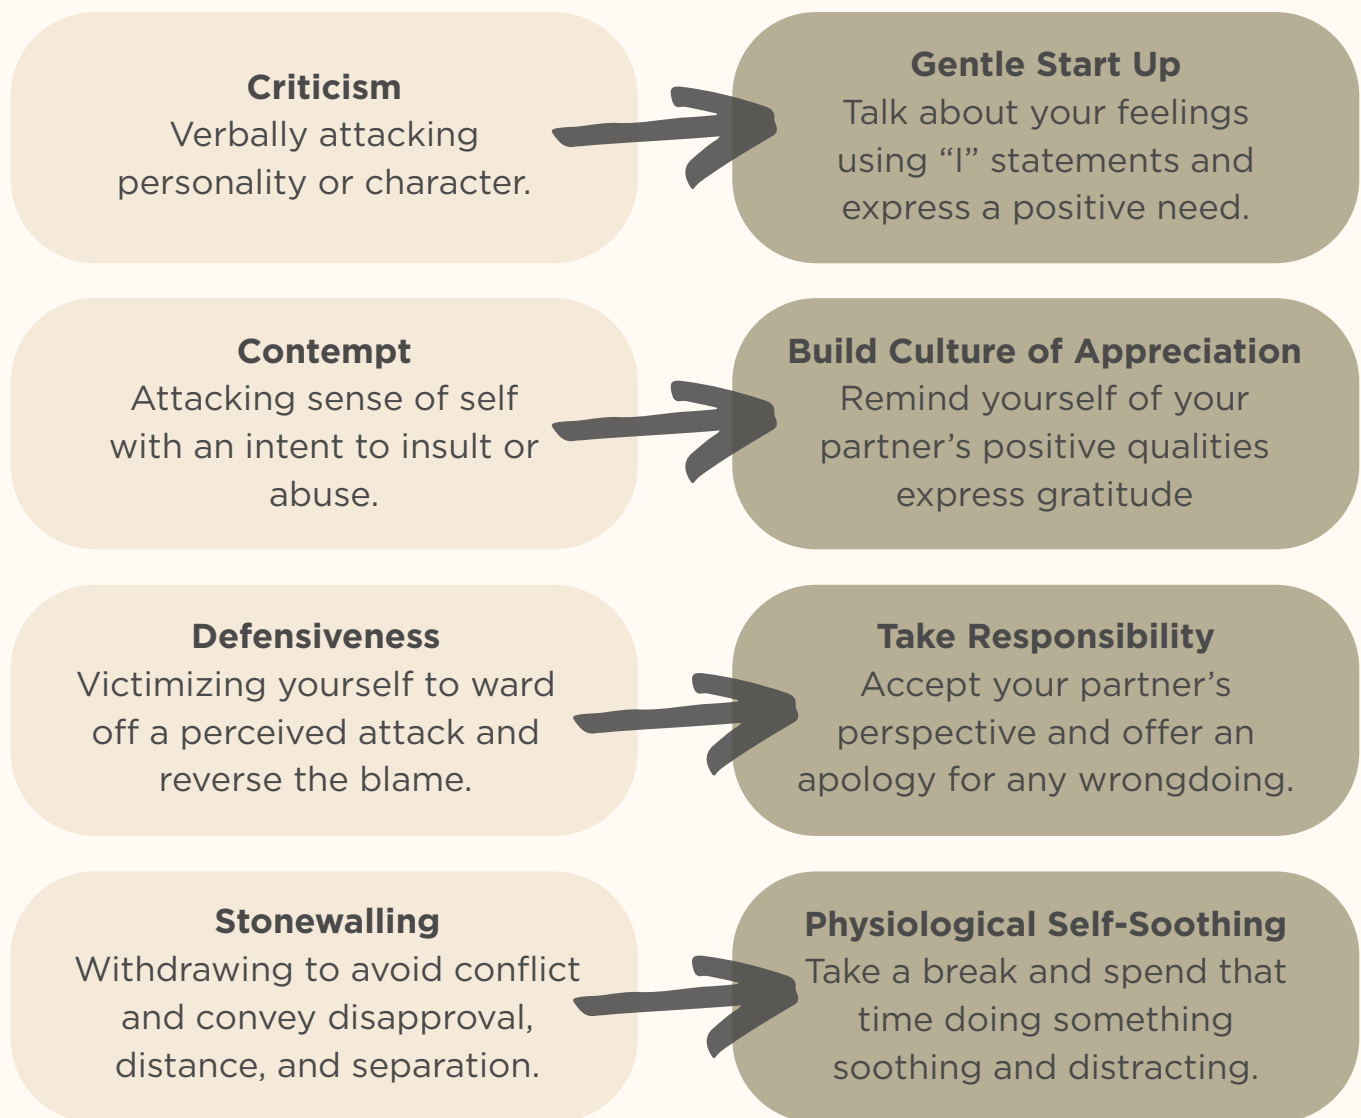 Criticism
Verbally attacking
personality or character.
Gentle Start Up
Talk about your feelings
using “I” statements and
express a positive need.
Contempt
Attacking sense of self
with an intent to insult or
abuse.
Build Culture of Appreciation
Remind yourself of your
partner’s positive qualities
express gratitude
Defensiveness
Victimizing yourself to ward
off a perceived attack and
reverse the blame.
Take Responsibility
Accept your partner’s
perspective and offer an
apology for any wrongdoing.
Stonewalling
Withdrawing to avoid conflict
and convey disapproval,
distance, and separation.
Physiological Self-Soothing
Take a break and spend that
time doing something
soothing and distracting.